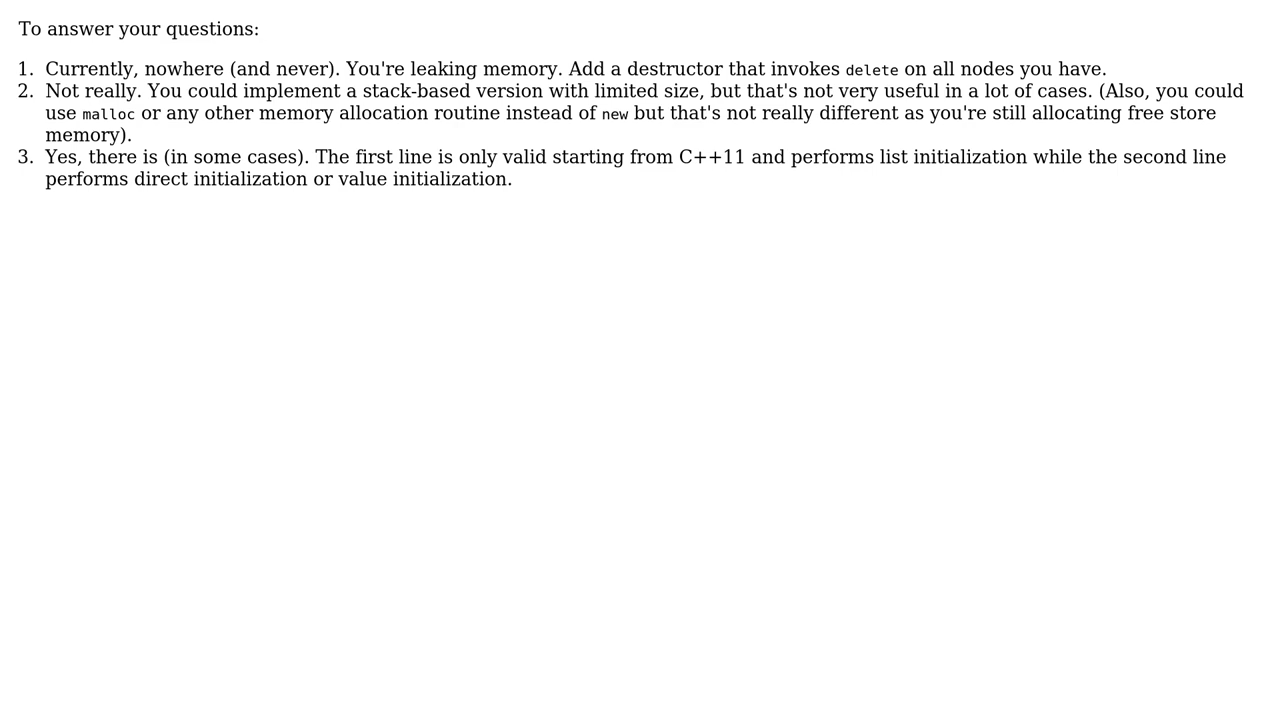 To answer your questions:
1. Currently, nowhere (and never). You're leaking memory. Add a destructor that invokes delete on all nodes you have.
2. Not really. You could implement a stack-based version with limited size, but that's not very useful in a lot of cases. (Also, you could
use malloc or any other memory allocation routine instead of new but that's not really different as you're still allocating free store
memory).
3. Yes, there is (in some cases). The first line is only valid starting from C++11 and performs list initialization while the second line
performs direct initialization or value initialization.